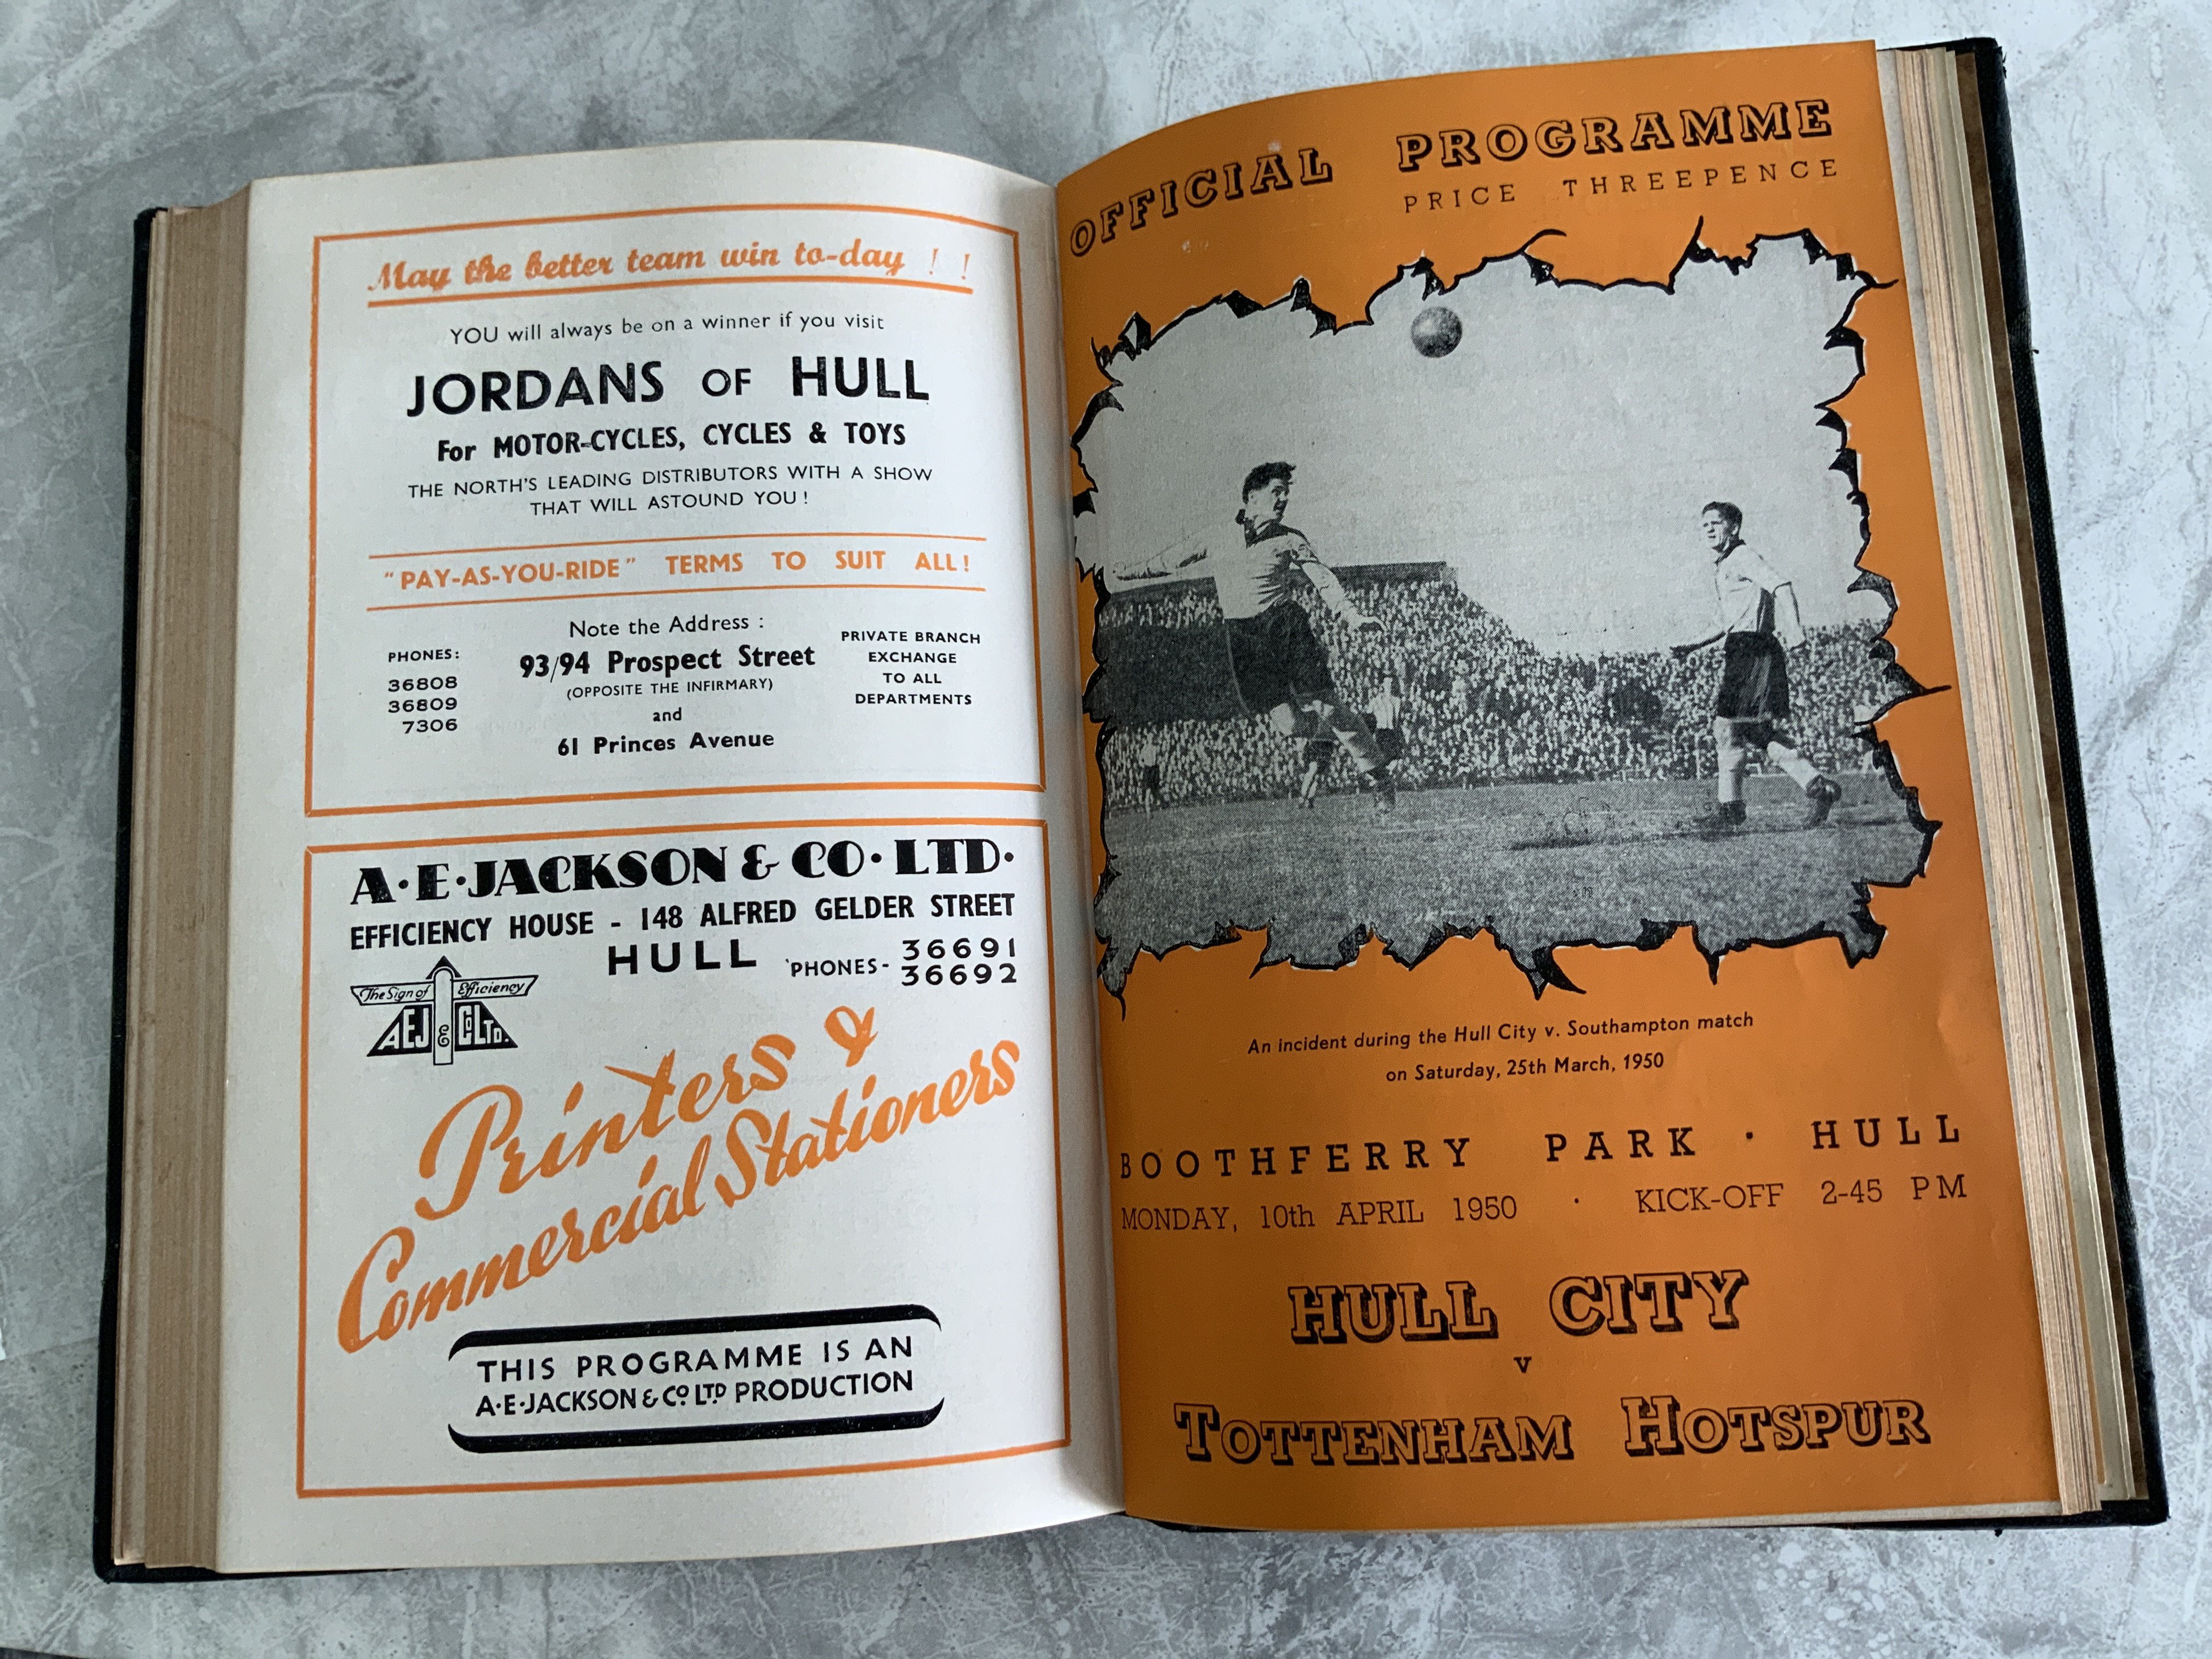 May the better team win to-day ! !
YOU will always be on a winner if you visit
JORDANS OF HULL
For MOTOR-CYCLES, CYCLES & TOYS
THE NORTH'S LEADING DISTRIBUTORS WITH A SHOW
THAT WILL ASTOUND YOU!
"PAY-AS-YOU-RIDE" TERMS TO SUIT ALL!
PHONES:
36808
36809
7306
Note the Address :
93/94 Prospect Street
(OPPOSITE THE INFIRMARY)
and
61 Princes Avenue
PRIVATE BRANCH
EXCHANGE
TO ALL
DEPARTMENTS
A·E·JACKSON & CO·LTD·
EFFICIENCY HOUSE - 148 ALFRED GELDER STREET
HULL 'PHONES- 36691
36692
The Sign of Efficiency
AEJ & Co LTD.
Printers &
Commercial Stationers
THIS PROGRAMME IS AN
A·E·JACKSON & Co LTD PRODUCTION
OFFICIAL PROGRAMME
PRICE THREEPENCE
An incident during the Hull City v. Southampton match
on Saturday, 25th March, 1950
BOOTHFERRY PARK · HULL
MONDAY, 10th APRIL 1950 · KICK-OFF 2-45 PM
HULL CITY
v
TOTTENHAM HOTSPUR